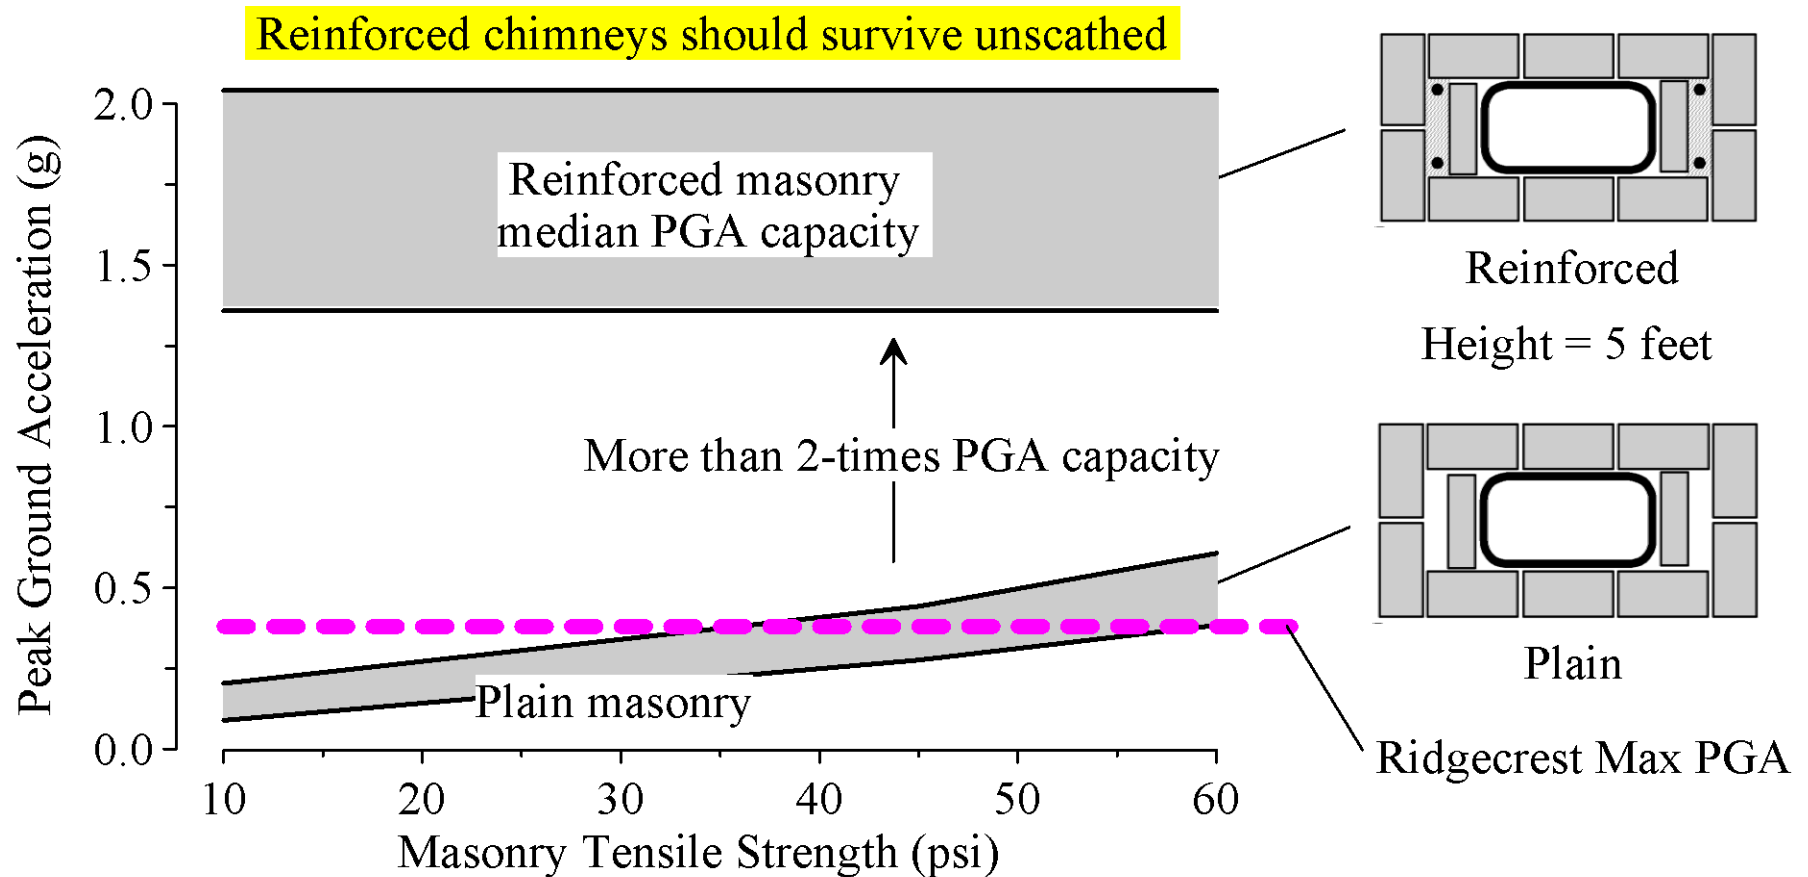 Reinforced chimneys should survive unscathed
Peak Ground Acceleration (g)
2.0
1.5
1.0
0.5
0.0
Reinforced masonry
median PGA capacity
More than 2-times PGA capacity
Plain masonry
10 20 30 40 50 60
Masonry Tensile Strength (psi)
Reinforced
Height = 5 feet
Plain
Ridgecrest Max PGA